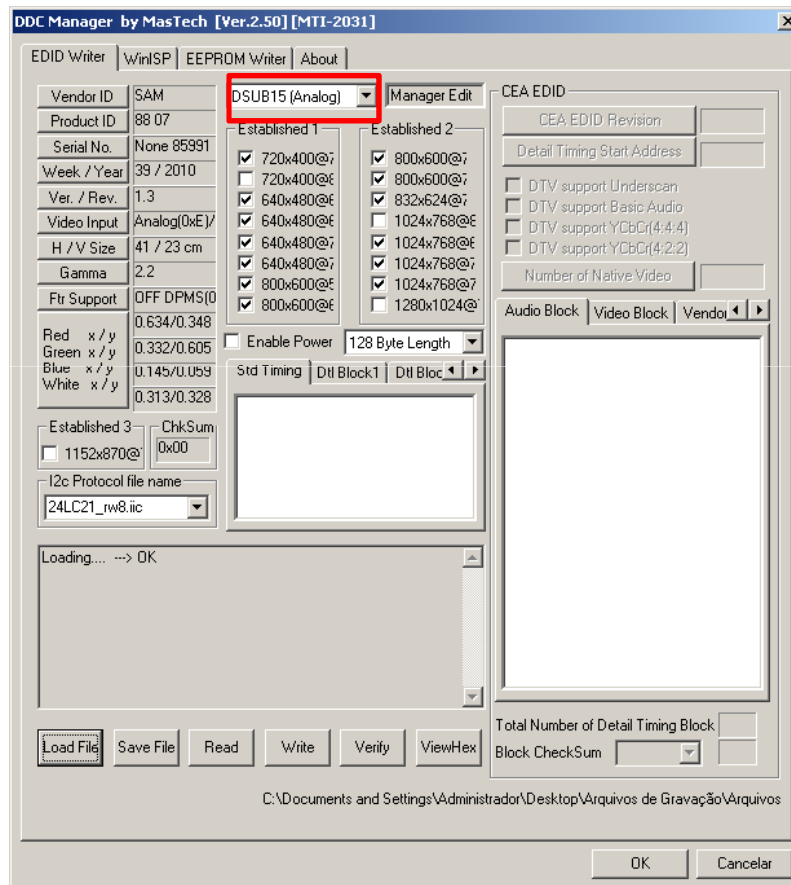 DDC Manager by MasTech [Ver.2.50] [MTI-2031]
EDID Writer WinISP EEPROM Writer About
Vendor ID SAM
Product ID 88 07
Serial No. None 85991
Week / Year 39 / 2010
Ver. / Rev. 1.3
Video Input Analog(0xE)/
H / V Size 41 / 23 cm
Gamma 2.2
Ftr Support OFF DPMS(0
Red x / y 0.634/0.348
Green x / y 0.332/0.605
Blue x / y 0.145/0.059
White x / y 0.313/0.328
Established 3
1152x870@
ChkSum
0x00
I2c Protocol file name
24LC21_rw8.iic
DSUB15 (Analog) Manager Edit
Established 1
720x400@7
720x400@8
640x480@6
640x480@6
640x480@7
640x480@7
800x600@5
800x600@6
Established 2
800x600@7
800x600@7
832x624@7
1024x768@8
1024x768@6
1024x768@7
1024x768@7
1280x1024@
Enable Power 128 Byte Length
Std Timing Dtl Block1 Dtl Bloc
Loading.... ---> OK
Load File Save File Read Write Verify ViewHex
CEA EDID
CEA EDID Revision
Detail Timing Start Address
DTV support Underscan
DTV support Basic Audio
DTV support YCbCr(4:4:4)
DTV support YCbCr(4:2:2)
Number of Native Video
Audio Block Video Block Vendo
Total Number of Detail Timing Block
Block CheckSum
C:\Documents and Settings\Administrador\Desktop\Arquivos de Gravação\Arquivos
OK Cancelar